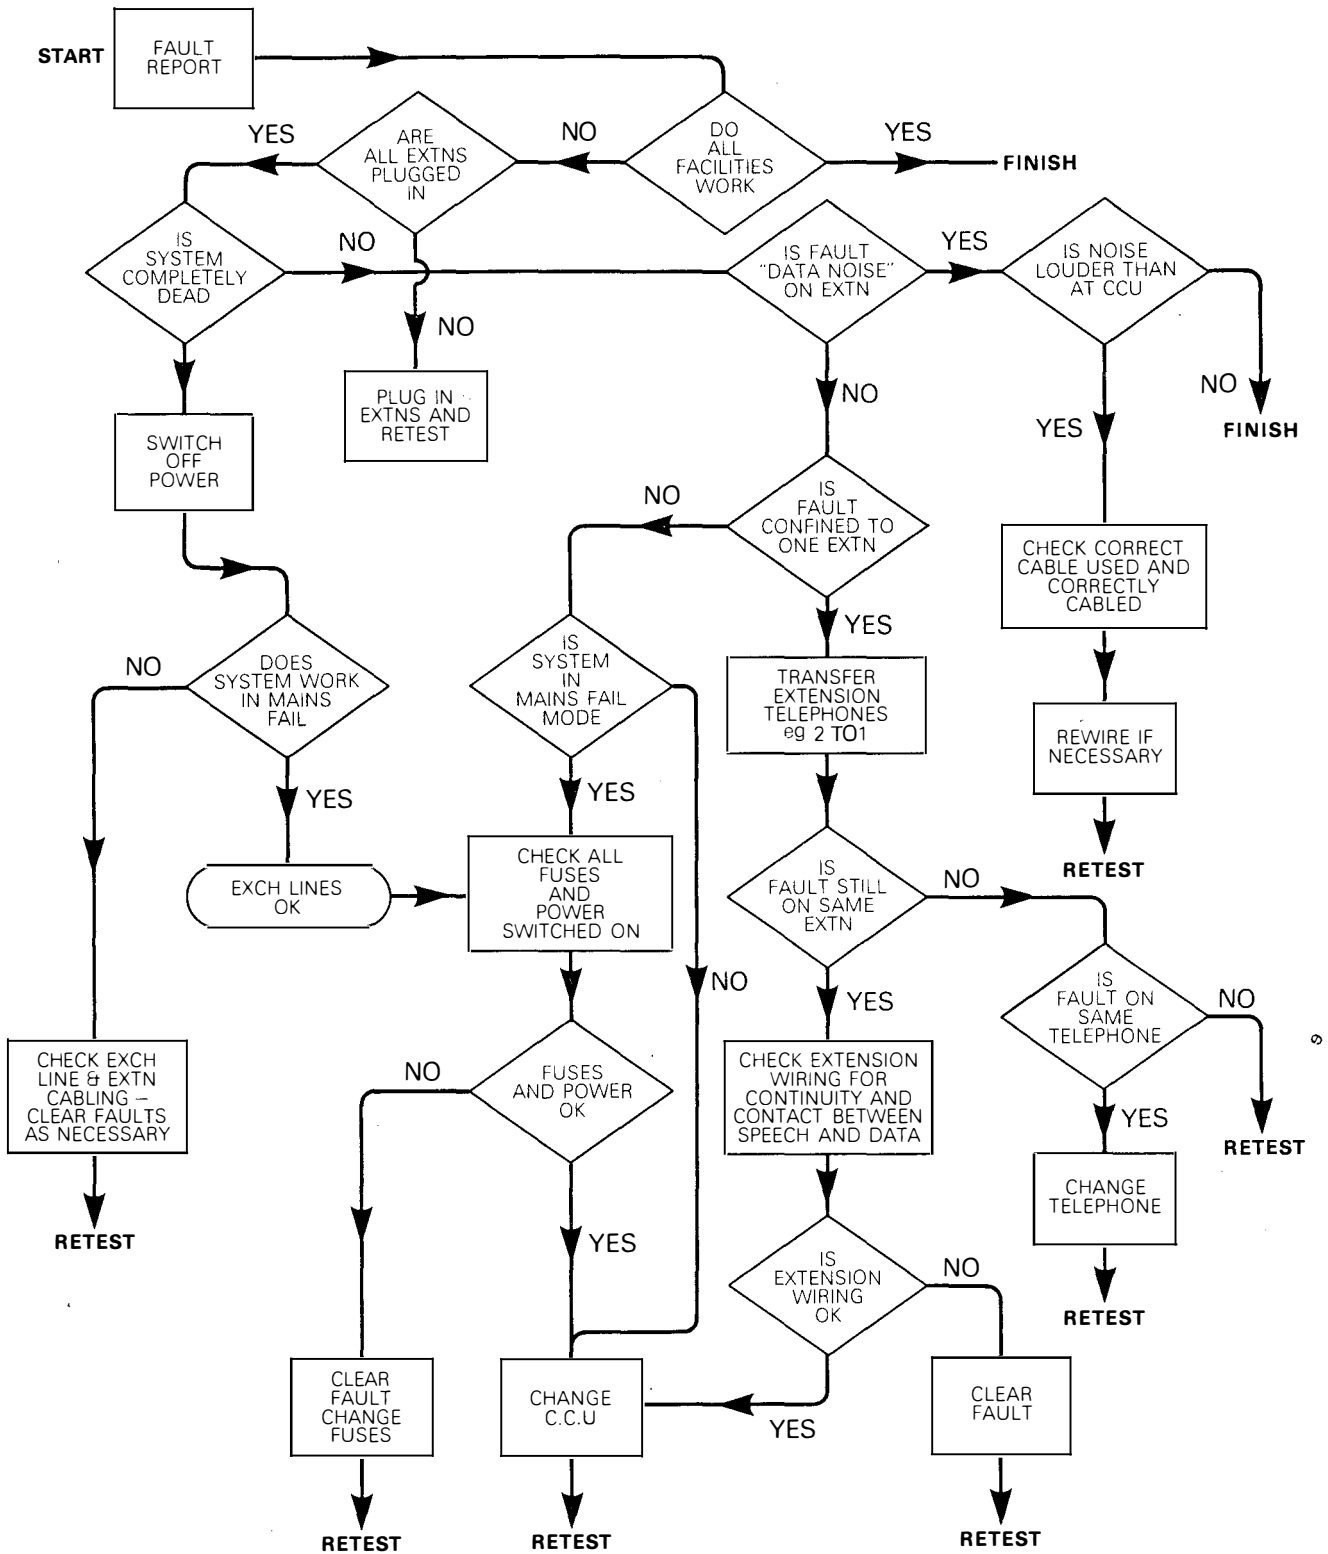 START
FAULT
REPORT
YES
ARE
ALL EXTNS
PLUGGED
IN
NO
DO
ALL
FACILITIES
WORK
YES
FINISH
IS
SYSTEM
COMPLETELY
DEAD
NO
IS FAULT
"DATA NOISE"
ON EXTN
YES
IS NOISE
LOUDER THAN
AT CCU
NO
PLUG IN
EXTNS AND
RETEST
NO
YES
NO
FINISH
SWITCH
OFF
POWER
NO
IS
FAULT
CONFINED TO
ONE EXTN
CHECK CORRECT
CABLE USED AND
CORRECTLY
CABLED
YES
NO
DOES
SYSTEM WORK
IN MAINS
FAIL
IS
SYSTEM
IN
MAINS FAIL
MODE
TRANSFER
EXTENSION
TELEPHONES
eg 2 TO1
REWIRE IF
NECESSARY
YES
YES
RETEST
EXCH LINES
OK
CHECK ALL
FUSES
AND
POWER
SWITCHED ON
IS
FAULT STILL
ON SAME
EXTN
NO
NO
YES
IS
FAULT ON
SAME
TELEPHONE
NO
6
CHECK EXCH
LINE & EXTN
CABLING –
CLEAR FAULTS
AS NECESSARY
NO
FUSES
AND POWER
OK
CHECK EXTENSION
WIRING FOR
CONTINUITY AND
CONTACT BETWEEN
SPEECH AND DATA
YES
RETEST
CHANGE
TELEPHONE
RETEST
YES
IS
EXTENSION
WIRING
OK
NO
RETEST
CLEAR
FAULT
CHANGE
FUSES
CHANGE
C.C.U
YES
CLEAR
FAULT
RETEST
RETEST
RETEST